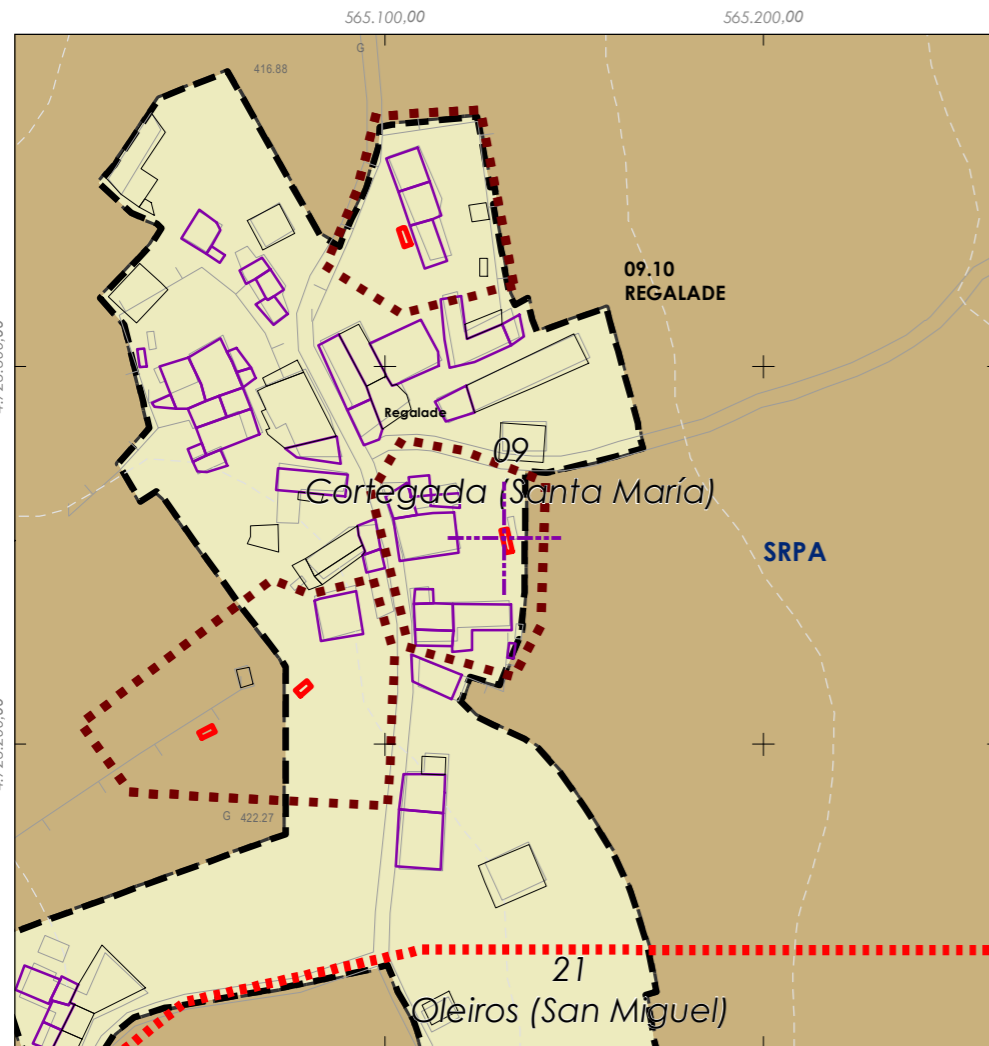 565.100,00
565.200,00
G
416.88
09.10
REGALADE
Regalade
09
Cortegada (Santa María)
SRPA
G 422.27
21
Oleiros (San Miguel)